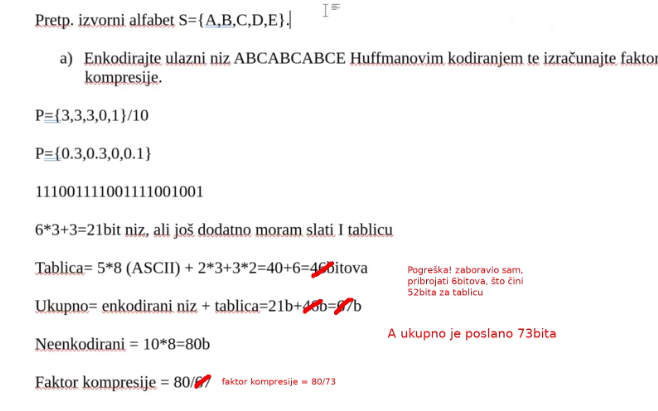 Pretp. izvorni alfabet S={A,B,C,D,E}.
a) Enkodirajte ulazni niz ABCABCABCE Huffmanovim kodiranjem te izračunajte faktor
kompresije.
P={3,3,3,0,1}/10
P={0.3,0.3,0,0.1}
111001111001111001001
6*3+3=21bit niz, ali još dodatno moram slati I tablicu
Tablica= 5*8 (ASCII) + 2*3+3*2=40+6=46bitova
Pogreška! zaboravio sam,
pribrojati 6bitova, što čini
52bita za tablicu
Ukupno= enkodirani niz + tablica=21b+46b=67b
A ukupno je poslano 73bita
Neenkodirani = 10*8=80b
Faktor kompresije = 80/67
faktor kompresije = 80/73